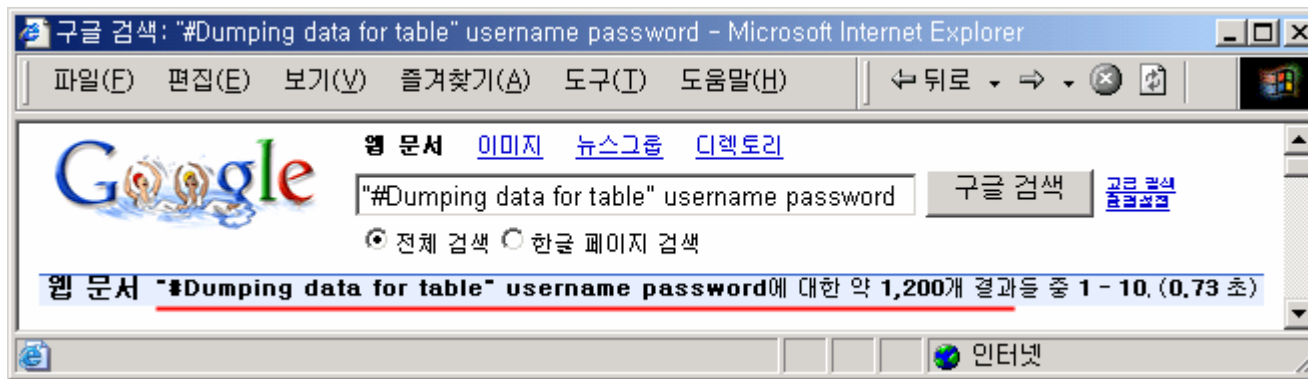 구글 검색: "#Dumping data for table" username password - Microsoft Internet Explorer
파일(F) 편집(E) 보기(V) 즐겨찾기(A) 도구(T) 도움말(H) 뒤로
Google
웹 문서 이미지 뉴스그룹 디렉토리
"#Dumping data for table" username password 구글 검색 고급 검색
환경설정
전체 검색 한글 페이지 검색
웹 문서 "#Dumping data for table" username password에 대한 약 1,200개 결과들 중 1 - 10. (0.73 초)
인터넷